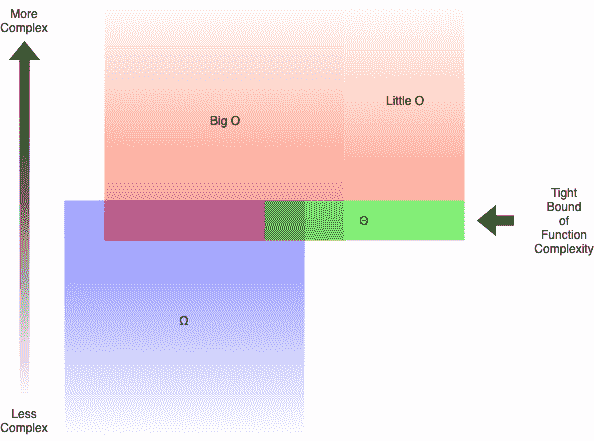 More
Complex
Big O
Little O
Θ
Tight
Bound
of
Function
Complexity
Ω
Less
Complex